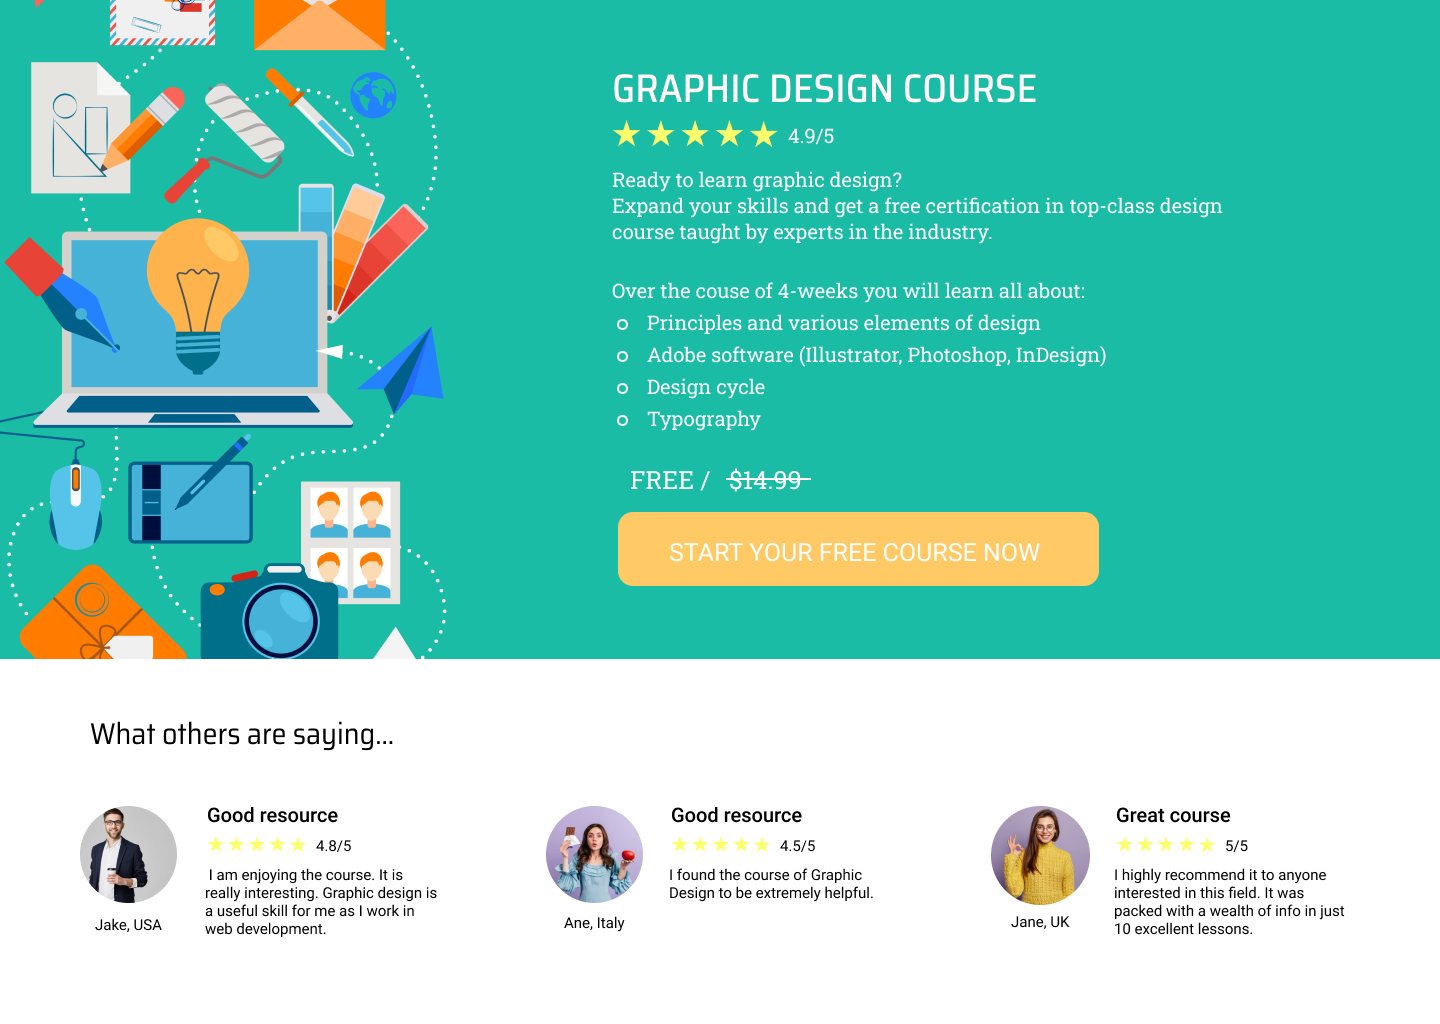 GRAPHIC DESIGN COURSE
4.9/5
Ready to learn graphic design?
Expand your skills and get a free certification in top-class design
course taught by experts in the industry.
Over the couse of 4-weeks you will learn all about:
Principles and various elements of design
Adobe software (Illustrator, Photoshop, InDesign)
Design cycle
Typography
FREE / $14.99
START YOUR FREE COURSE NOW
What others are saying...
Good resource
4.8/5
I am enjoying the course. It is
really interesting. Graphic design is
a useful skill for me as I work in
web development.
Jake, USA
Good resource
4.5/5
I found the course of Graphic
Design to be extremely helpful.
Ane, Italy
Great course
5/5
I highly recommend it to anyone
interested in this field. It was
packed with a wealth of info in just
10 excellent lessons.
Jane, UK